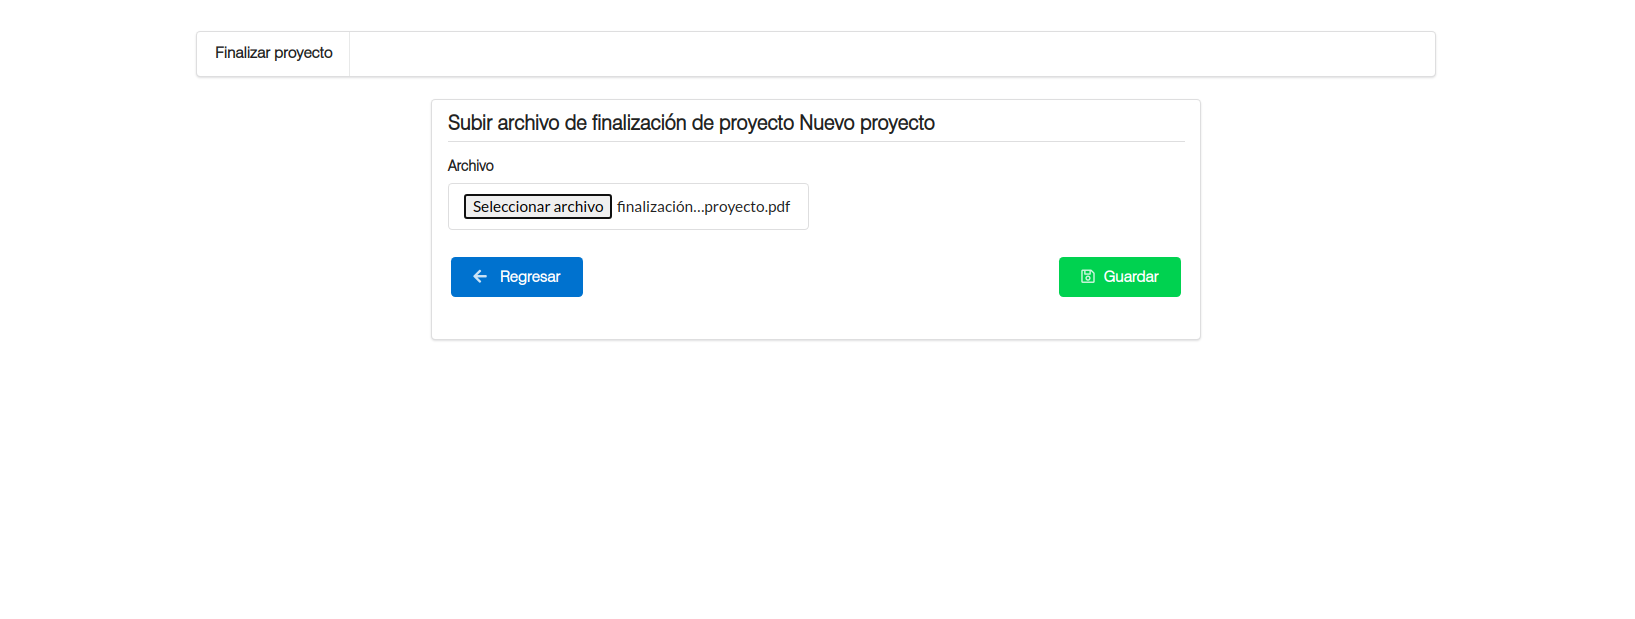 Finalizar proyecto
Subir archivo de finalización de proyecto Nuevo proyecto
Archivo
Seleccionar archivo finalización...proyecto.pdf
Regresar Guardar